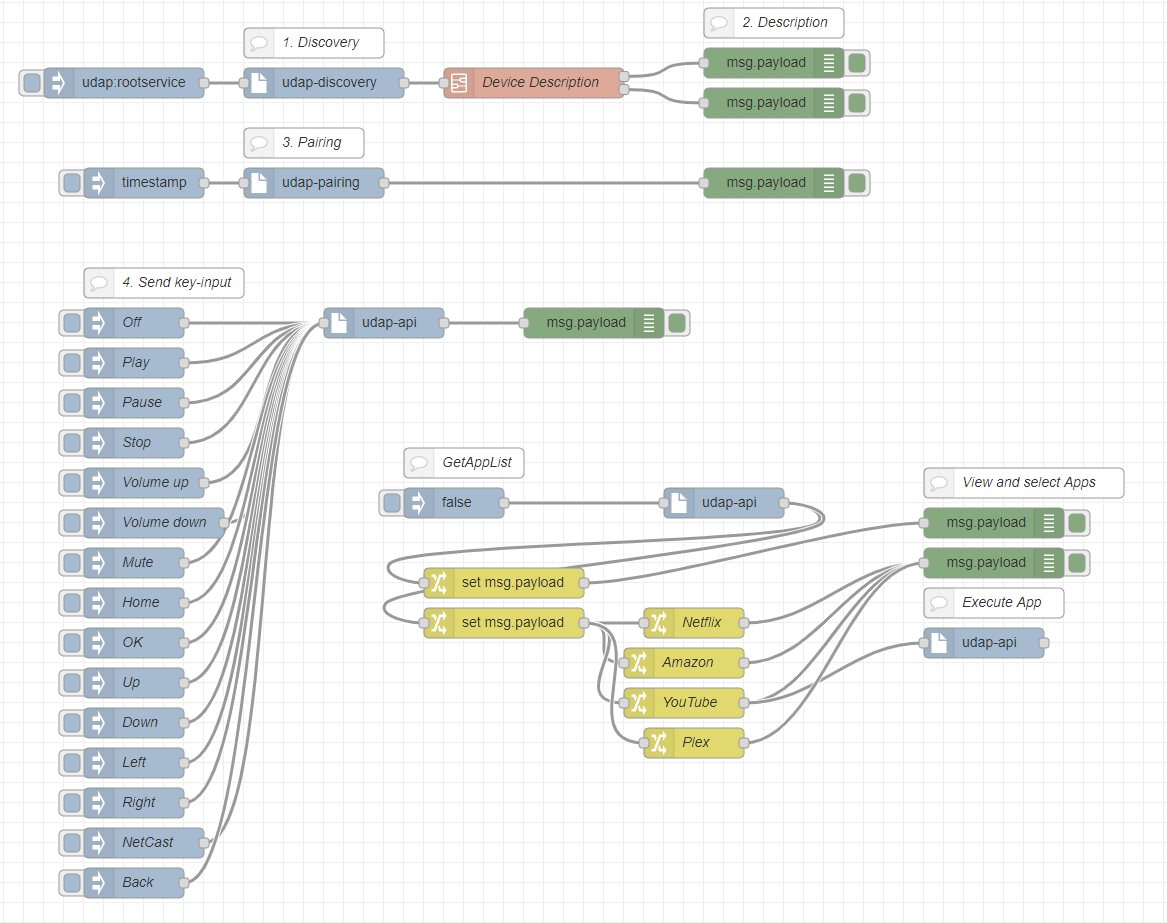 1. Discovery
2. Description
udap:rootservice
udap-discovery
Device Description
msg.payload
msg.payload
3. Pairing
timestamp
udap-pairing
msg.payload
4. Send key-input
Off
udap-api
msg.payload
Play
Pause
Stop
Volume up
Volume down
Mute
Home
OK
Up
Down
Left
Right
NetCast
Back
GetAppList
false
udap-api
View and select Apps
msg.payload
msg.payload
set msg.payload
set msg.payload
Netflix
Amazon
YouTube
Plex
Execute App
udap-api